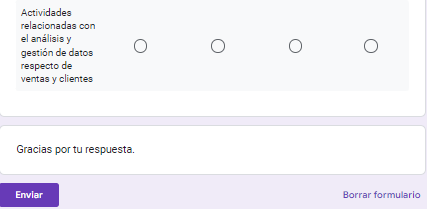 Actividades
relacionadas con
el análisis y
gestión de datos
respecto de
ventas y clientes
Gracias por tu respuesta.
Enviar
Borrar formulario